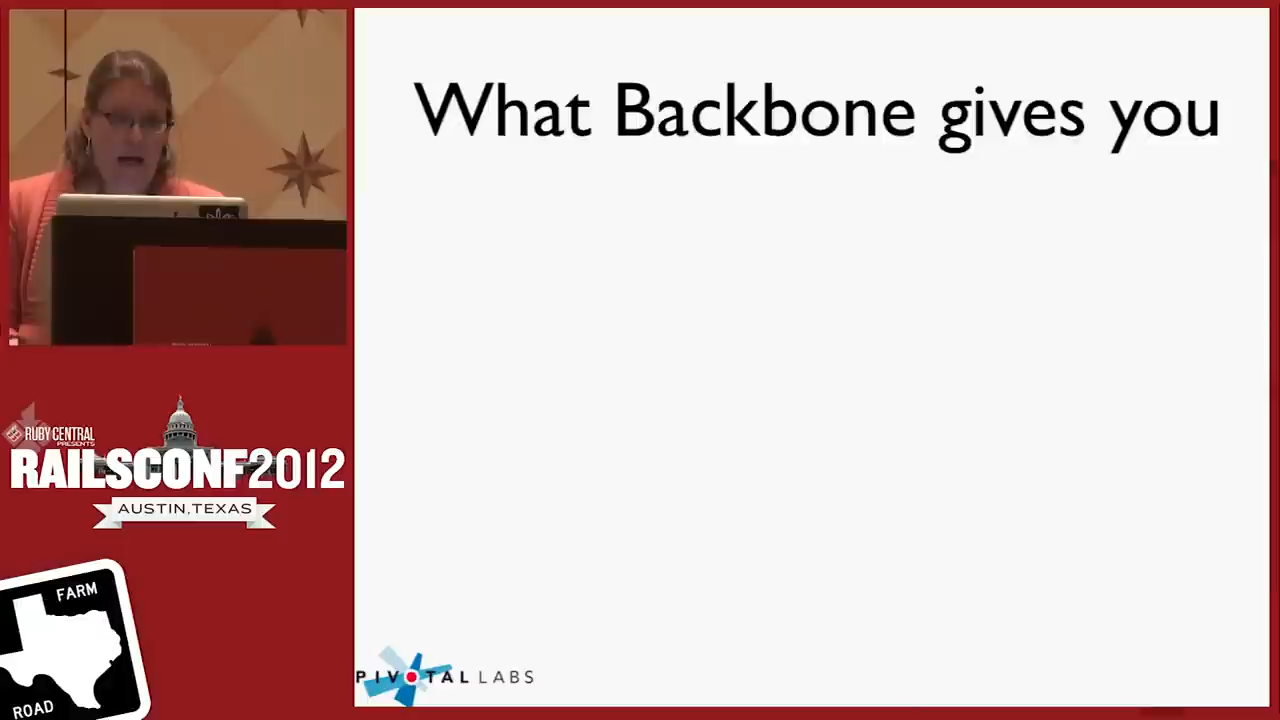 What Backbone gives you
RUBY CENTRAL
PRESENTS
RAILSCONF2012
AUSTIN, TEXAS
FARM
ROAD
PIVOTAL LABS